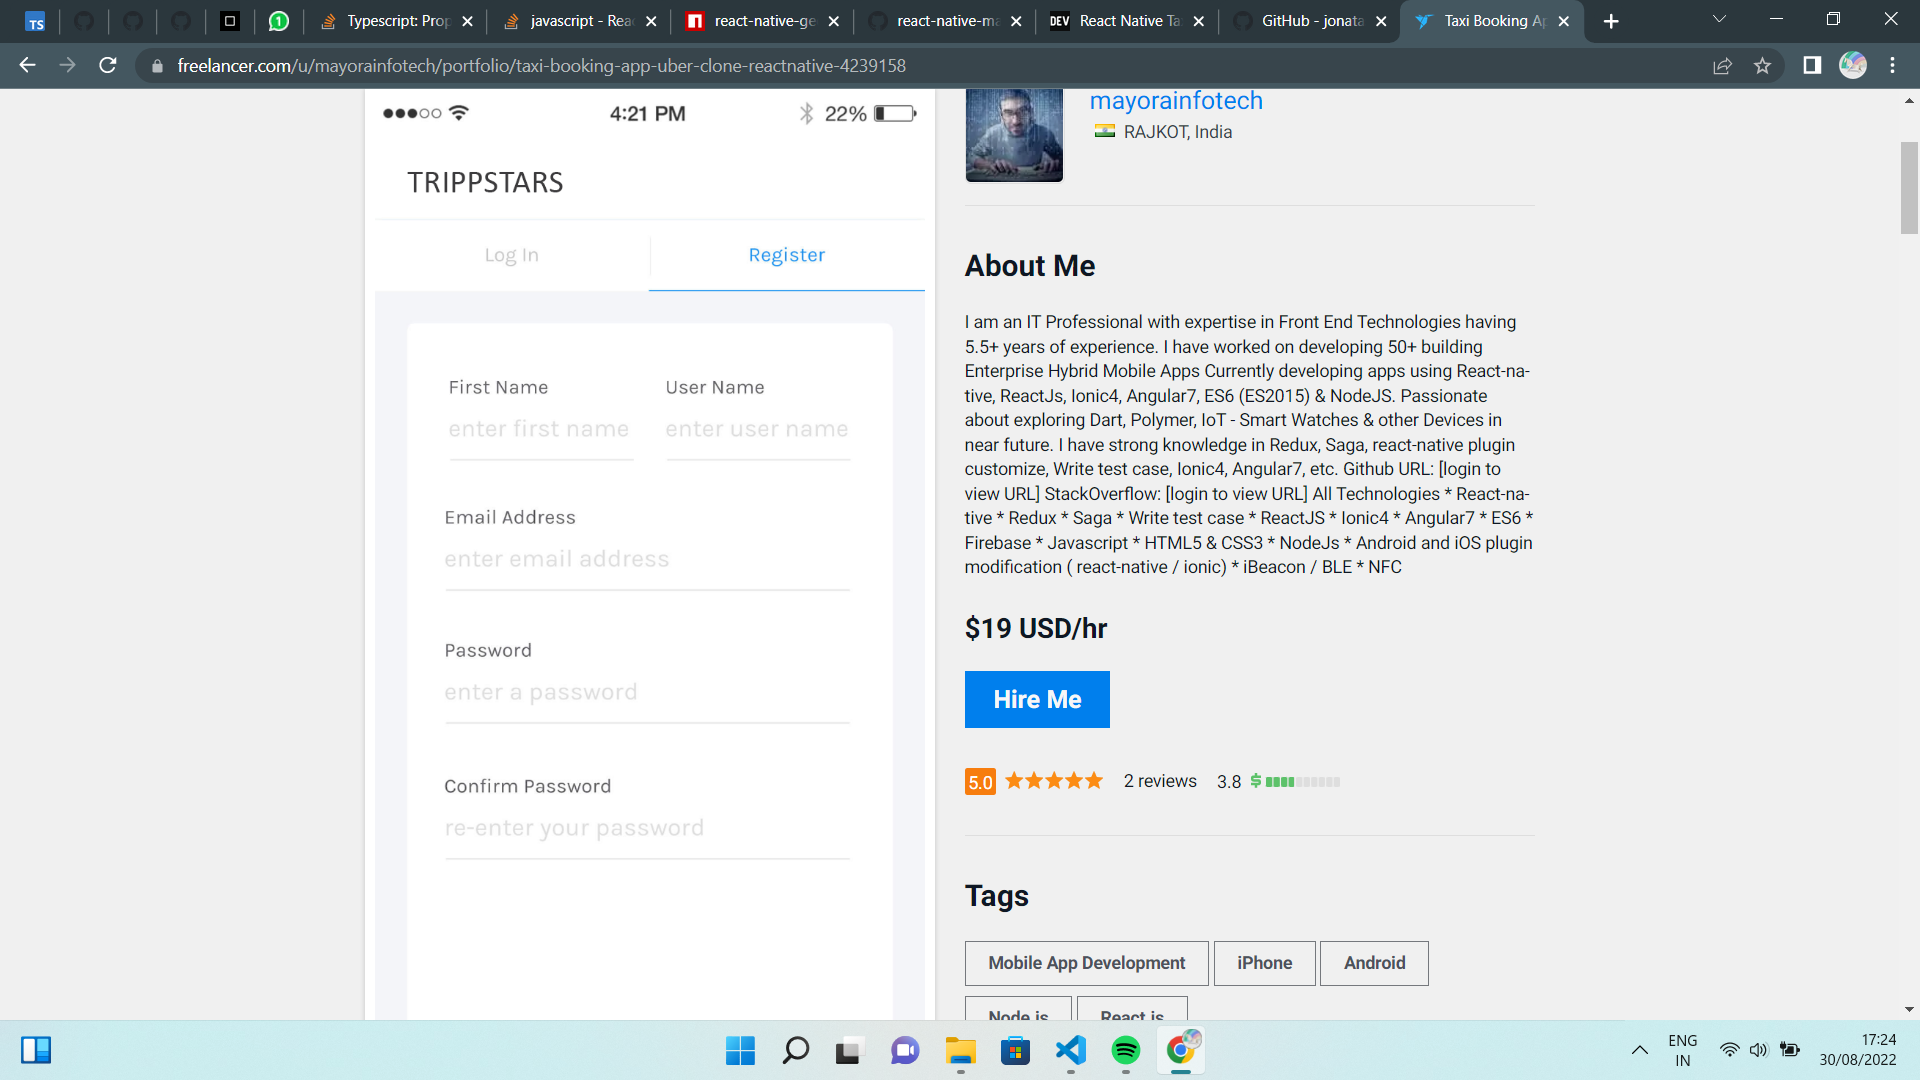 TS
1
Typescript: Prop
javascript - Reac
react-native-ge
react-native-ma
DEV
React Native Ta
GitHub - jonata
Taxi Booking Ap
freelancer.com/u/mayorainfotech/portfolio/taxi-booking-app-uber-clone-reactnative-4239158
4:21 PM
22%
TRIPPSTARS
Log In
Register
First Name
User Name
enter first name
enter user name
Email Address
enter email address
Password
enter a password
Confirm Password
re-enter your password
mayorainfotech
RAJKOT, India
About Me
I am an IT Professional with expertise in Front End Technologies having
5.5+ years of experience. I have worked on developing 50+ building
Enterprise Hybrid Mobile Apps Currently developing apps using React-na-
tive, ReactJs, Ionic4, Angular7, ES6 (ES2015) & NodeJS. Passionate
about exploring Dart, Polymer, IoT - Smart Watches & other Devices in
near future. I have strong knowledge in Redux, Saga, react-native plugin
customize, Write test case, Ionic4, Angular7, etc. Github URL: [login to
view URL] StackOverflow: [login to view URL] All Technologies * React-na-
tive * Redux * Saga * Write test case * ReactJS * Ionic4 * Angular7 * ES6 *
Firebase * Javascript * HTML5 & CSS3 * NodeJs * Android and iOS plugin
modification ( react-native / ionic) * iBeacon / BLE * NFC
$19 USD/hr
Hire Me
5.0
2 reviews
3.8
$
Tags
Mobile App Development
iPhone
Android
Node.js
React.js
ENG
IN
17:24
30/08/2022